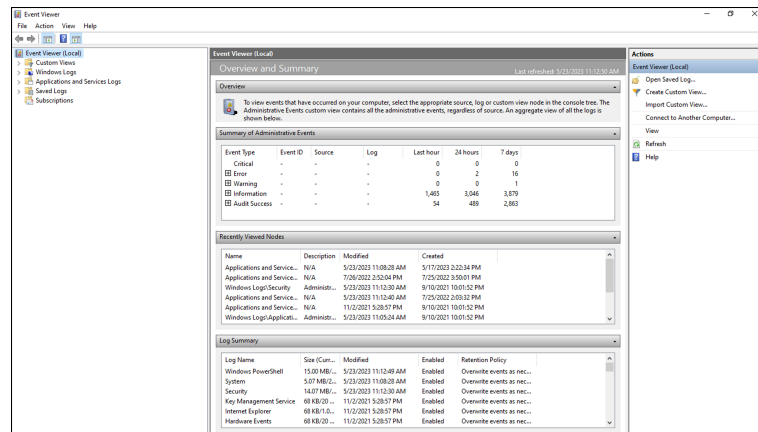 Event Viewer
File Action View Help
Event Viewer (Local)
Custom Views
Windows Logs
Applications and Services Logs
Saved Logs
Subscriptions
Event Viewer (Local)
Overview and Summary Last refreshed: 5/23/2023 11:12:50 AM
Overview
To view events that have occurred on your computer, select the appropriate source, log or custom view node in the console tree. The
Administrative Events custom view contains all the administrative events, regardless of source. An aggregate view of all the logs is
shown below.
Summary of Administrative Events
Event Type Event ID Source Log Last hour 24 hours 7 days
Critical - - - 0 0 0
Error - - - 0 2 16
Warning - - - 0 0 1
Information - - - 1,465 3,046 3,879
Audit Success - - - 54 489 2,863
Recently Viewed Nodes
Name Description Modified Created
Applications and Service... N/A 5/23/2023 11:08:28 AM 5/17/2023 2:22:34 PM
Applications and Service... N/A 7/26/2022 2:52:04 PM 7/25/2022 3:50:01 PM
Windows Logs\Security Administr... 5/23/2023 11:12:30 AM 9/10/2021 10:01:52 PM
Applications and Service... N/A 5/23/2023 11:12:40 AM 7/25/2022 2:03:32 PM
Applications and Service... N/A 11/2/2021 5:28:57 PM 9/10/2021 10:01:52 PM
Windows Logs\Applicati... Administr... 5/23/2023 11:05:24 AM 9/10/2021 10:01:52 PM
Log Summary
Log Name Size (Curr... Modified Enabled Retention Policy
Windows PowerShell 15.00 MB/... 5/23/2023 11:12:49 AM Enabled Overwrite events as nec...
System 5.07 MB/2... 5/23/2023 11:08:28 AM Enabled Overwrite events as nec...
Security 14.07 MB/... 5/23/2023 11:12:30 AM Enabled Overwrite events as nec...
Key Management Service 68 KB/20 ... 11/2/2021 5:28:57 PM Enabled Overwrite events as nec...
Internet Explorer 68 KB/1.0... 11/2/2021 5:28:57 PM Enabled Overwrite events as nec...
Hardware Events 68 KB/20 ... 11/2/2021 5:28:57 PM Enabled Overwrite events as nec...
Actions
Event Viewer (Local)
Open Saved Log...
Create Custom View...
Import Custom View...
Connect to Another Computer...
View
Refresh
Help